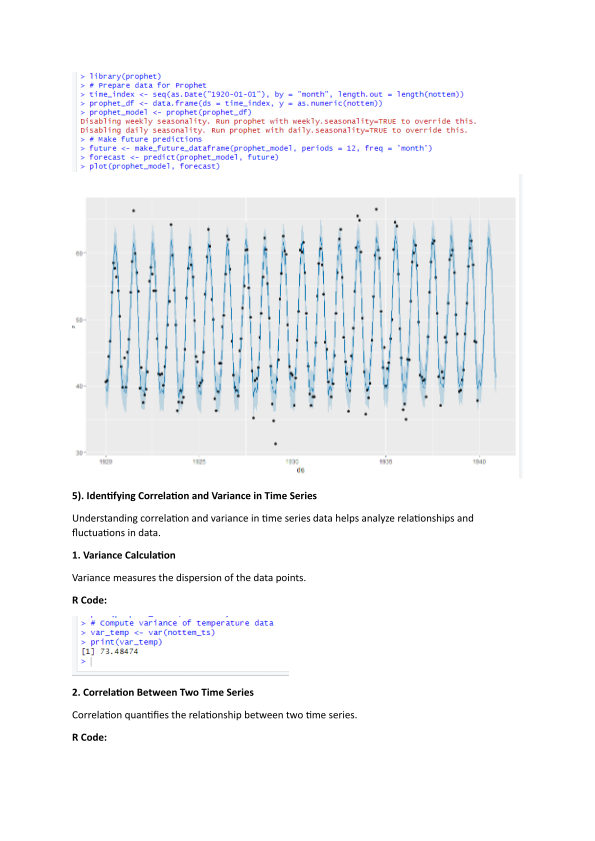 > library(prophet)
> # Prepare data for Prophet
> time_index <- seq(as.Date("1920-01-01"), by = "month", length.out = length(nottem))
> prophet_df <- data.frame(ds = time_index, y = as.numeric(nottem))
> prophet_model <- prophet(prophet_df)
Disabling weekly seasonality. Run prophet with weekly.seasonality=TRUE to override this.
Disabling daily seasonality. Run prophet with daily.seasonality=TRUE to override this.
> # Make future predictions
> future <- make_future_dataframe(prophet_model, periods = 12, freq = 'month')
> forecast <- predict(prophet_model, future)
> plot(prophet_model, forecast)
60
50
y
40
30
1920 1925 1930 1935 1940
ds
5). Identifying Correlation and Variance in Time Series
Understanding correlation and variance in time series data helps analyze relationships and
fluctuations in data.
1. Variance Calculation
Variance measures the dispersion of the data points.
R Code:
> # Compute variance of temperature data
> var_temp <- var(nottem_ts)
> print(var_temp)
[1] 73.48474
>
2. Correlation Between Two Time Series
Correlation quantifies the relationship between two time series.
R Code: